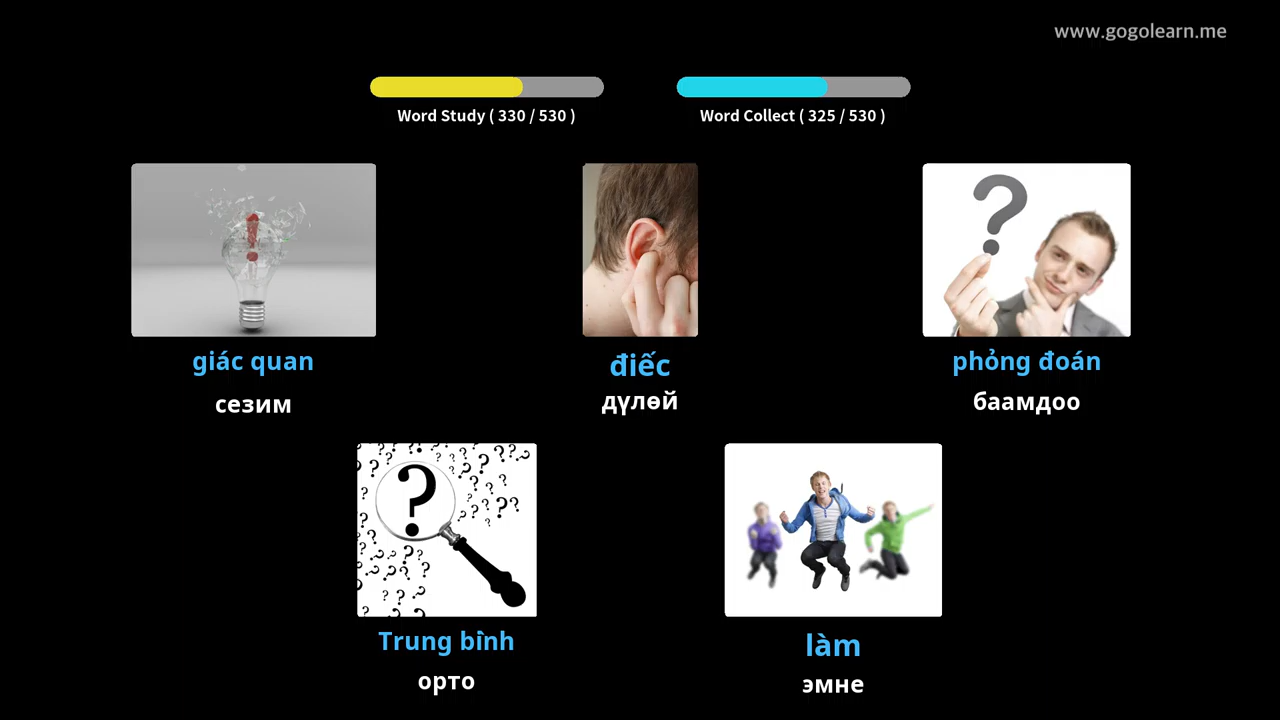 www.gogolearn.me
Word Study ( 330 / 530 )
Word Collect ( 325 / 530 )
giác quan
сезим
điếc
дүлөй
phỏng đoán
баамдоо
Trung bình
орто
làm
эмне